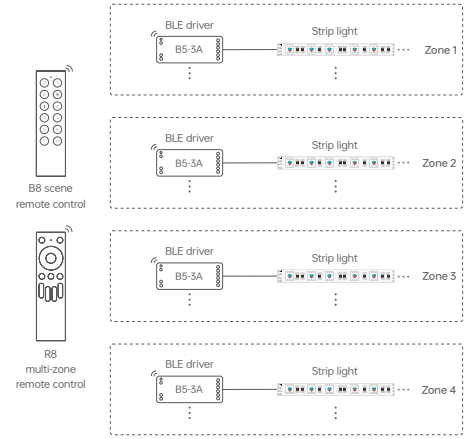 BLE driver
Strip light
B5-3A
Zone 1
BLE driver
Strip light
B5-3A
Zone 2
B8 scene
remote control
BLE driver
Strip light
B5-3A
Zone 3
R8
multi-zone
remote control
BLE driver
Strip light
B5-3A
Zone 4